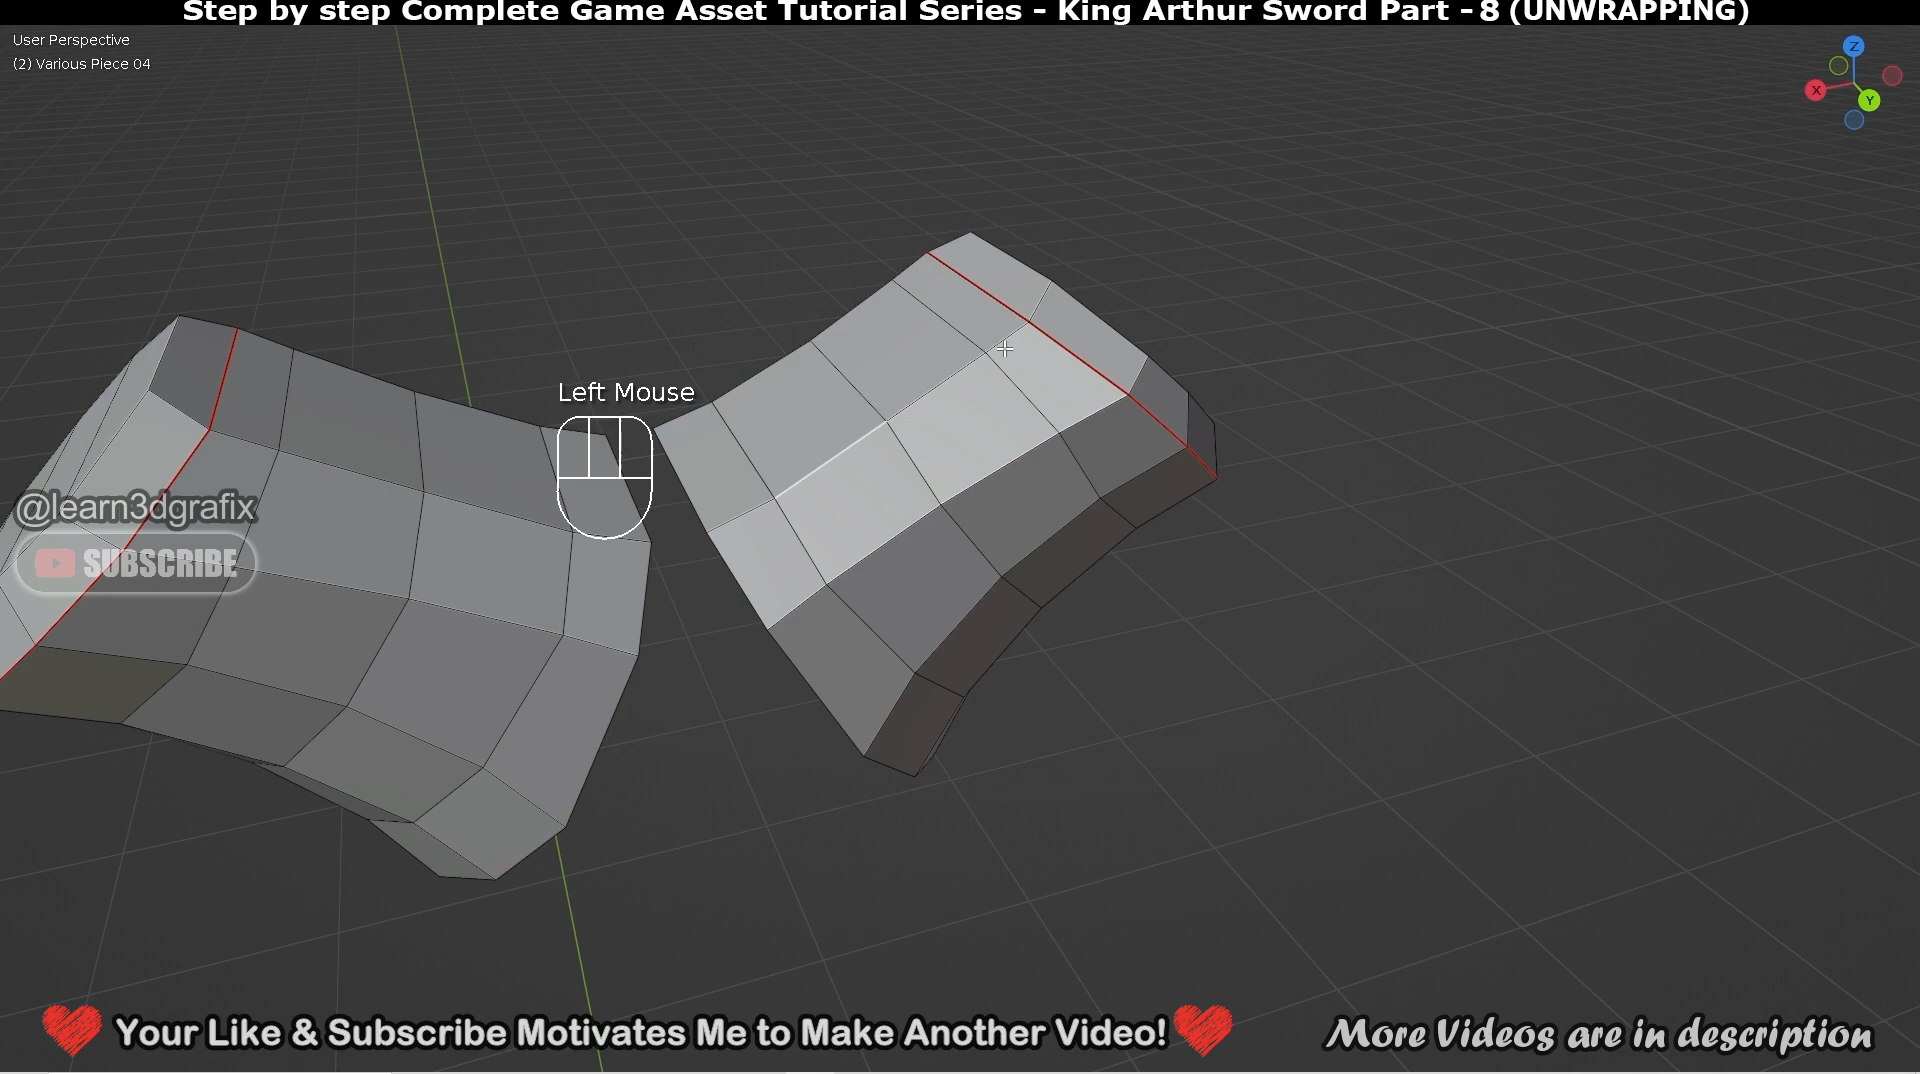 Step by step Complete Game Asset Tutorial Series - King Arthur Sword Part - 8 (UNWRAPPING)
User Perspective
(2) Various Piece 04
Z
X
Y
Left Mouse
@learn3dgrafix
SUBSCRIBE
Your Like & Subscribe Motivates Me to Make Another Video!
More Videos are in description